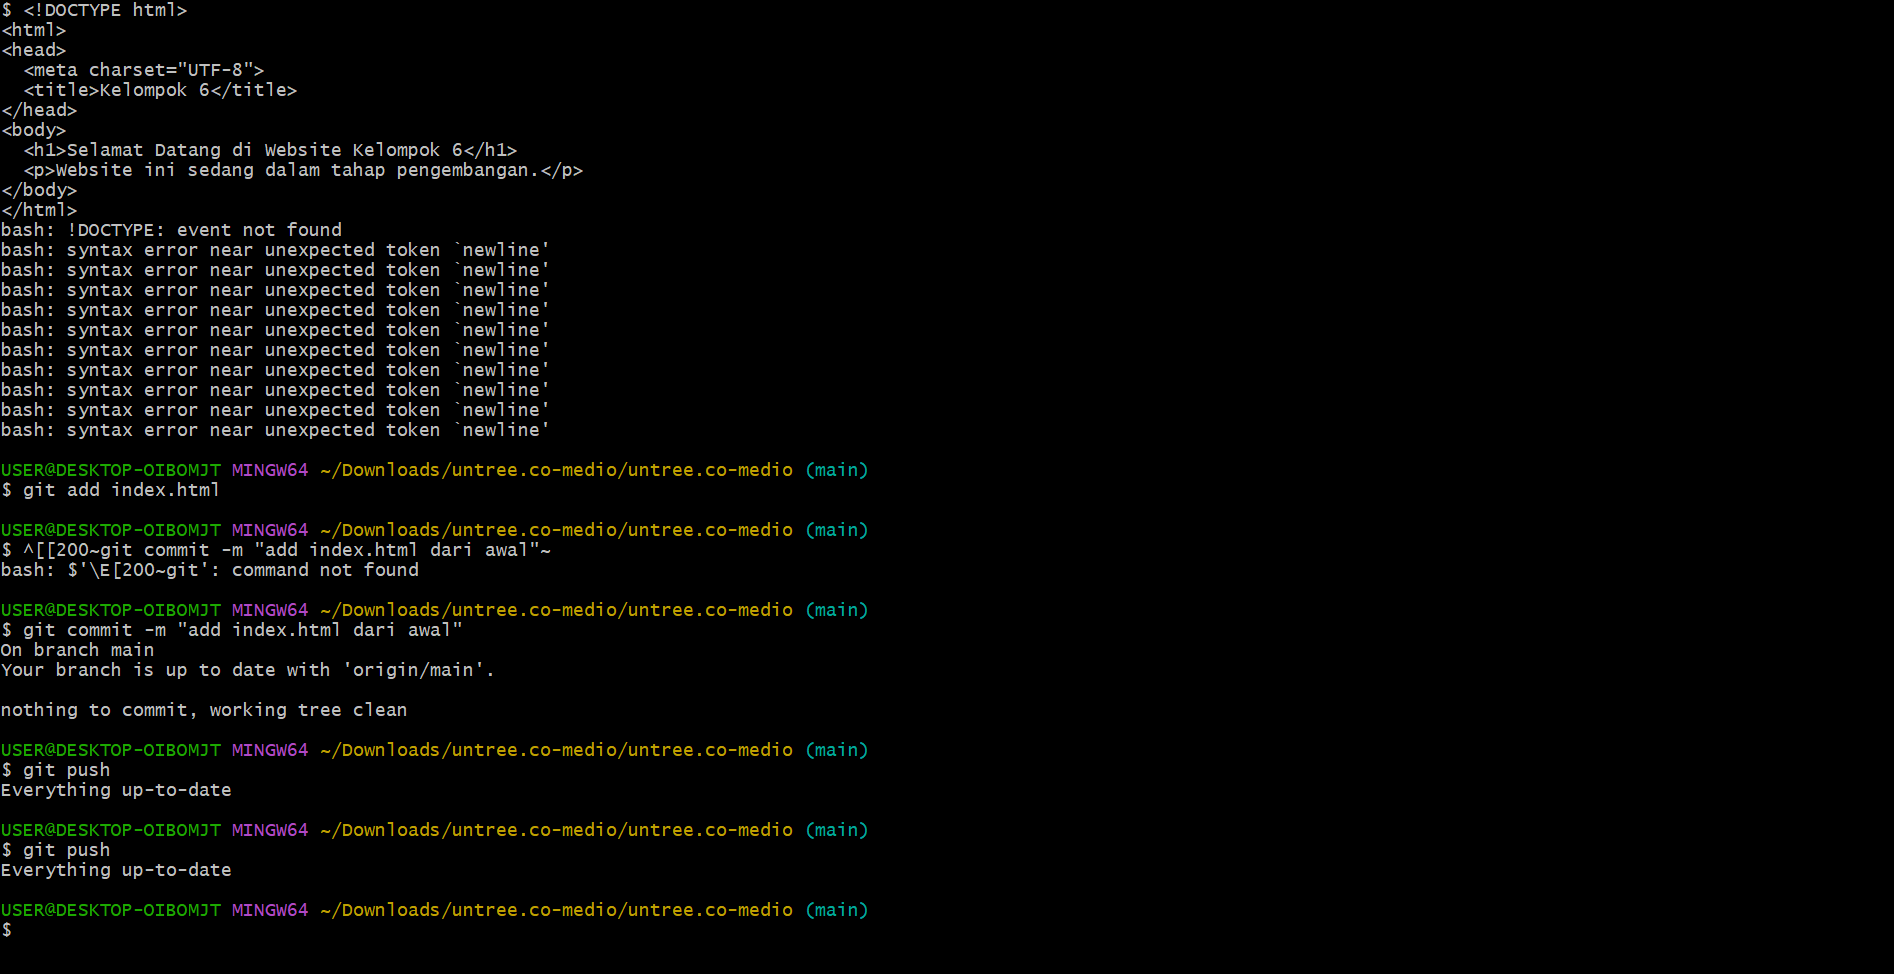 $ <!DOCTYPE html>
<html>
<head>
  <meta charset="UTF-8">
  <title>Kelompok 6</title>
</head>
<body>
  <h1>Selamat Datang di Website Kelompok 6</h1>
  <p>Website ini sedang dalam tahap pengembangan.</p>
</body>
</html>
bash: !DOCTYPE: event not found
bash: syntax error near unexpected token `newline'
bash: syntax error near unexpected token `newline'
bash: syntax error near unexpected token `newline'
bash: syntax error near unexpected token `newline'
bash: syntax error near unexpected token `newline'
bash: syntax error near unexpected token `newline'
bash: syntax error near unexpected token `newline'
bash: syntax error near unexpected token `newline'
bash: syntax error near unexpected token `newline'
bash: syntax error near unexpected token `newline'

USER@DESKTOP-OIBOMJT MINGW64 ~/Downloads/untree.co-medio/untree.co-medio (main)
$ git add index.html

USER@DESKTOP-OIBOMJT MINGW64 ~/Downloads/untree.co-medio/untree.co-medio (main)
$ ^[[200~git commit -m "add index.html dari awal"~
bash: $'\E[200~git': command not found

USER@DESKTOP-OIBOMJT MINGW64 ~/Downloads/untree.co-medio/untree.co-medio (main)
$ git commit -m "add index.html dari awal"
On branch main
Your branch is up to date with 'origin/main'.

nothing to commit, working tree clean

USER@DESKTOP-OIBOMJT MINGW64 ~/Downloads/untree.co-medio/untree.co-medio (main)
$ git push
Everything up-to-date

USER@DESKTOP-OIBOMJT MINGW64 ~/Downloads/untree.co-medio/untree.co-medio (main)
$ git push
Everything up-to-date

USER@DESKTOP-OIBOMJT MINGW64 ~/Downloads/untree.co-medio/untree.co-medio (main)
$